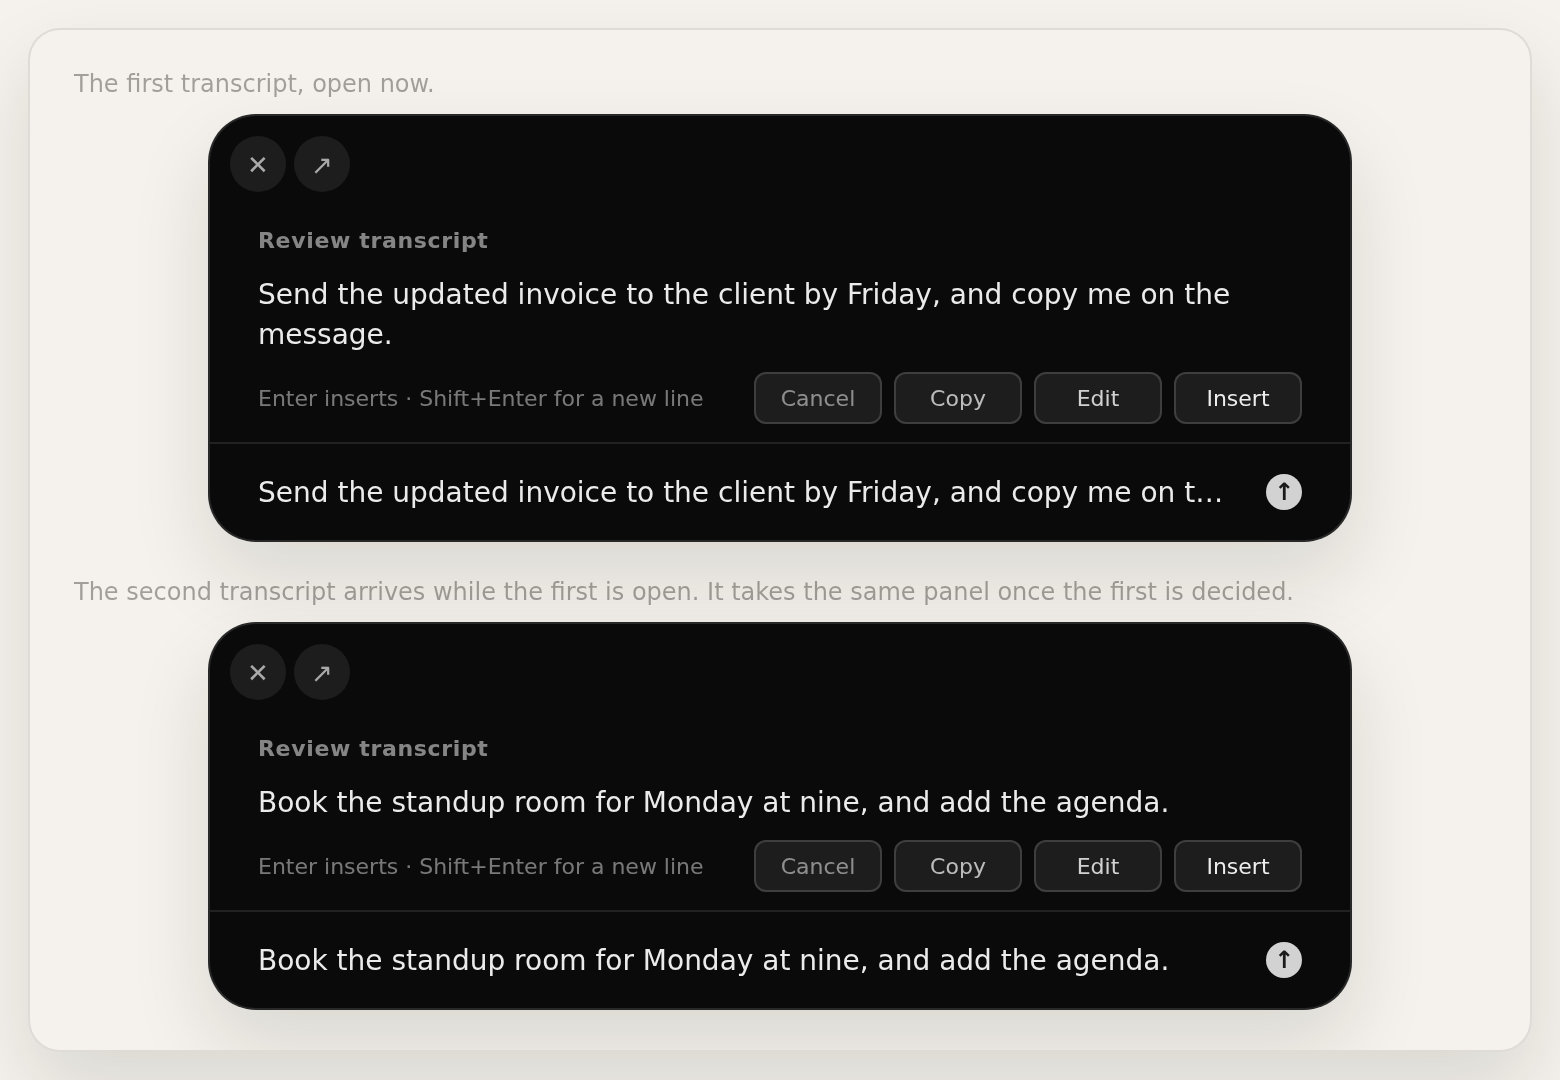 The first transcript, open now.
Review transcript
Send the updated invoice to the client by Friday, and copy me on the
message.
Enter inserts · Shift+Enter for a new line
Cancel
Copy
Edit
Insert
Send the updated invoice to the client by Friday, and copy me on t…
The second transcript arrives while the first is open. It takes the same panel once the first is decided.
Review transcript
Book the standup room for Monday at nine, and add the agenda.
Enter inserts · Shift+Enter for a new line
Cancel
Copy
Edit
Insert
Book the standup room for Monday at nine, and add the agenda.